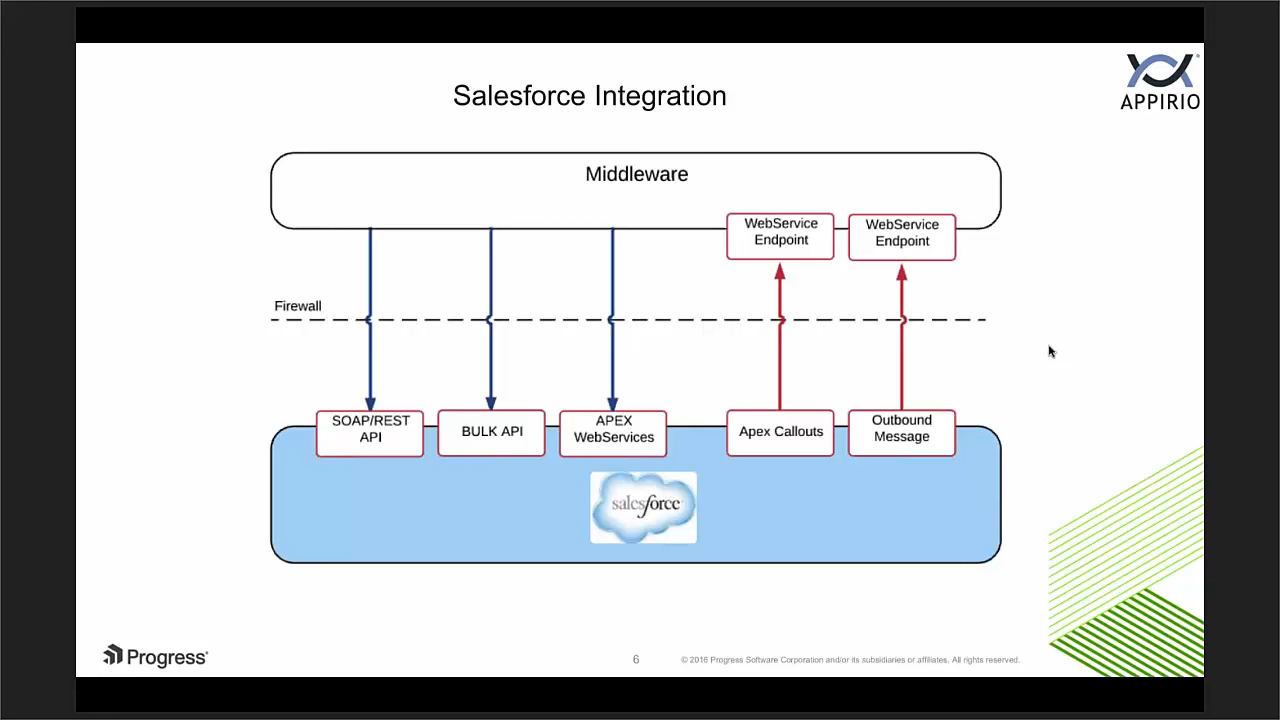 Salesforce Integration
APPIRIO
Middleware
WebService
Endpoint
WebService
Endpoint
Firewall
SOAP/REST
API
BULK API
APEX
WebServices
Apex Callouts
Outbound
Message
salesforce
Progress
6
© 2016 Progress Software Corporation and/or its subsidiaries or affiliates. All rights reserved.